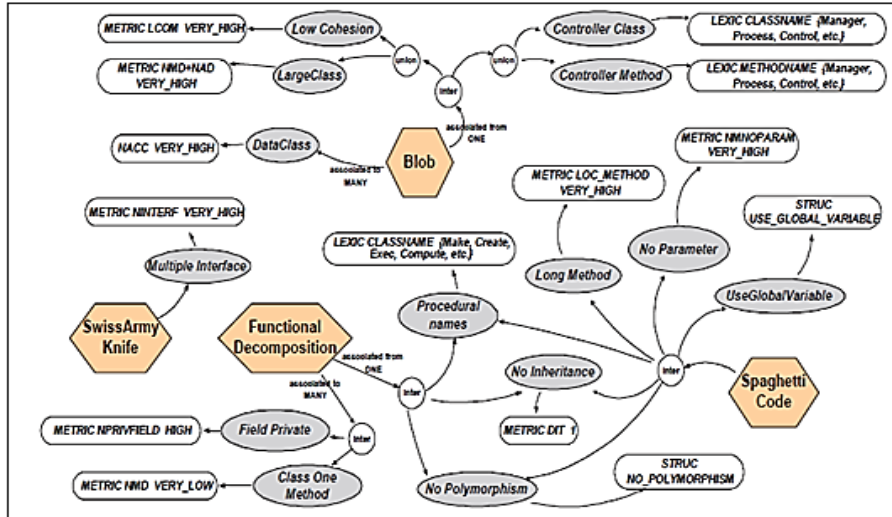 METRIC LCOM VERY_HIGH
Low Cohesion
union
METRIC NMD+NAD
VERY_HIGH
LargeClass
inter
union
Controller Class
LEXIC CLASSNAME {Manager,
Process, Control, etc.}
Controller Method
LEXIC METHODNAME {Manager,
Process, Control, etc.}
associated from
ONE
NACC VERY_HIGH
DataClass
associated to
MANY
Blob
METRIC NMNOPARAM
VERY_HIGH
METRIC LOC_METHOD
VERY_HIGH
STRUC
USE_GLOBAL_VARIABLE
METRIC NINTERF VERY_HIGH
Multiple Interface
LEXIC CLASSNAME {Make, Create,
Exec, Compute, etc.}
Long Method
No Parameter
UseGlobalVariable
SwissArmy
Knife
Functional
Decomposition
Procedural
names
associated from
ONE
associated to
MANY
inter
No Inheritance
inter
Spaghetti
Code
METRIC DIT 1
METRIC NPRIVFIELD HIGH
Field Private
inter
METRIC NMD VERY_LOW
Class One
Method
No Polymorphism
STRUC
NO_POLYMORPHISM